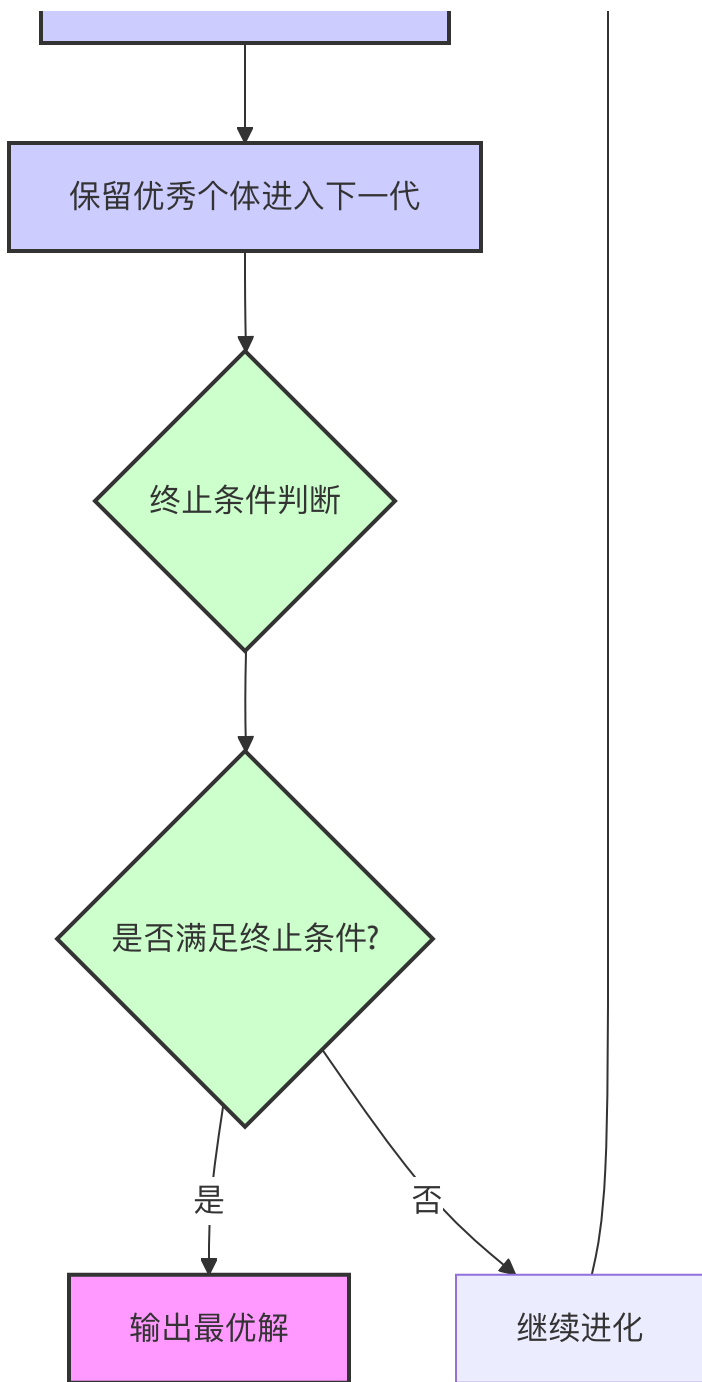 保留优秀个体进入下一代
终止条件判断
是否满足终止条件?
是
否
输出最优解
继续进化